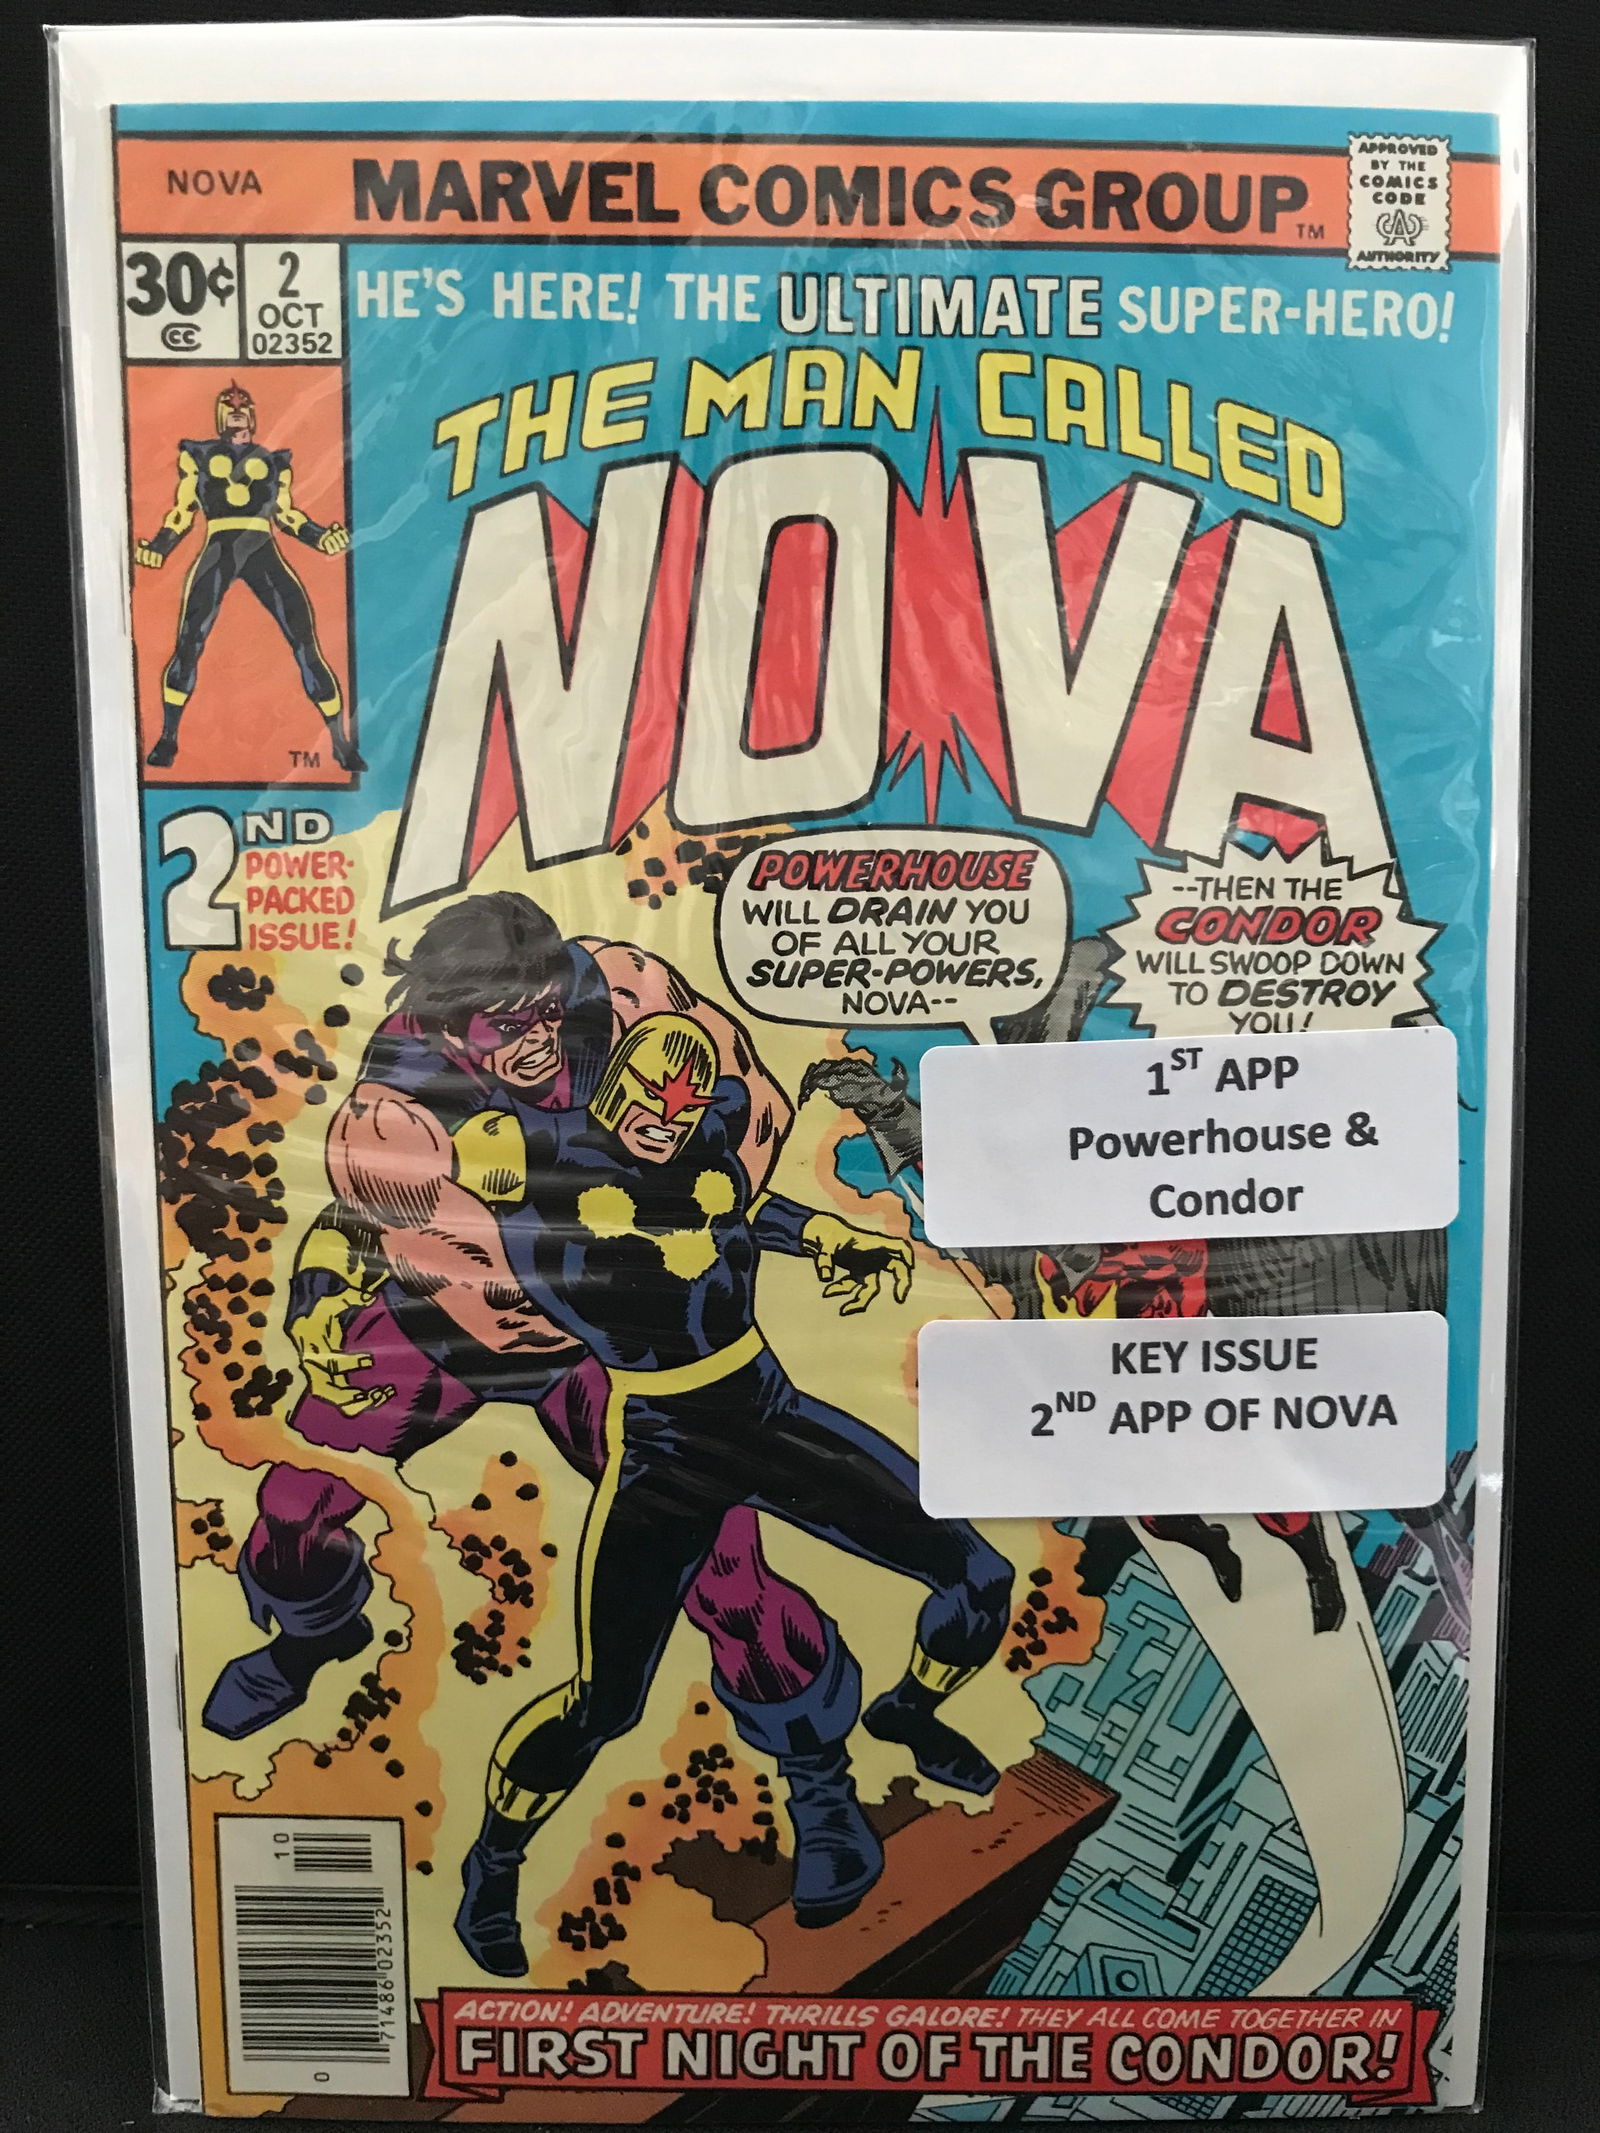 NOVA
MARVEL COMICS GROUP TM
APPROVED
BY THE
COMICS
CODE
CA
AUTHORITY
30¢
CC
2
OCT
02352
HE'S HERE! THE ULTIMATE SUPER-HERO!
THE MAN CALLED
NOVA
TM
2ND
POWER-
PACKED
ISSUE!
POWERHOUSE
WILL DRAIN YOU
OF ALL YOUR
SUPER-POWERS,
NOVA--
--THEN THE
CONDOR
WILL SWOOP DOWN
TO DESTROY
YOU!
1ST APP
Powerhouse &
Condor
KEY ISSUE
2ND APP OF NOVA
10
71486 02352
0
ACTION! ADVENTURE! THRILLS GALORE! THEY ALL COME TOGETHER IN
FIRST NIGHT OF THE CONDOR!